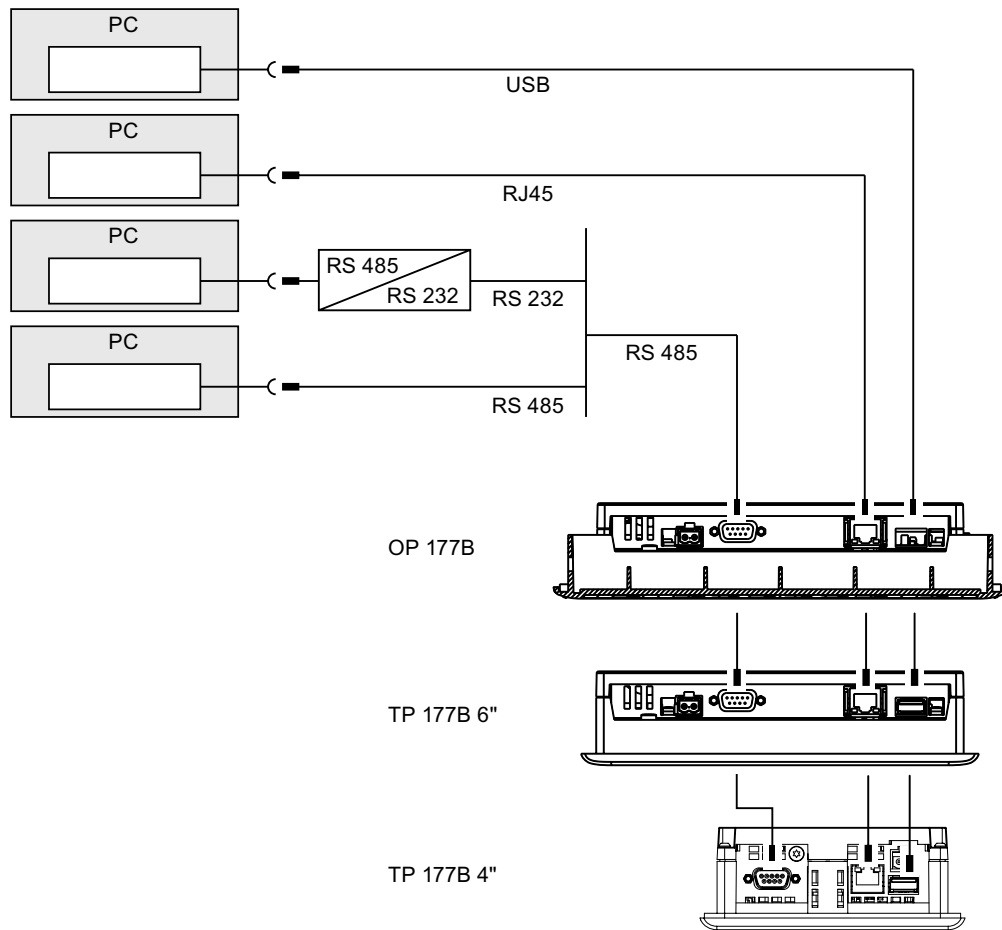 PC
USB
PC
RJ45
PC
RS 485
RS 232
RS 232
RS 485
PC
RS 485
OP 177B
TP 177B 6"
TP 177B 4"